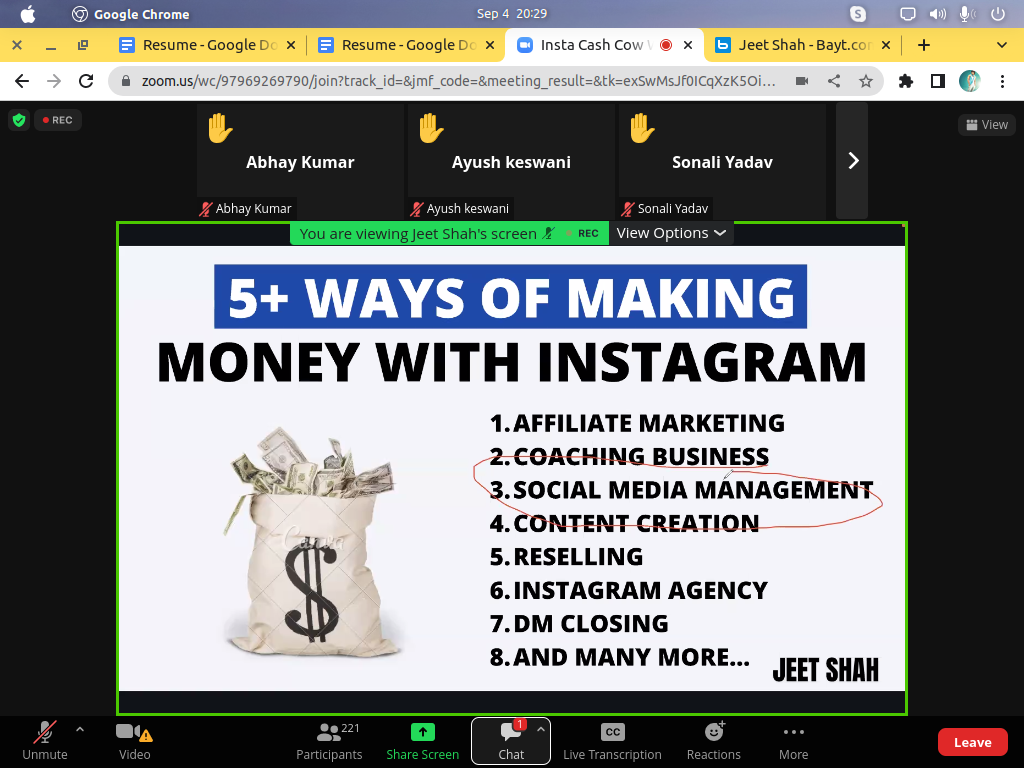 Google Chrome
Sep 4 20:29
Resume - Google Do
Resume - Google Do
Insta Cash Cow
Jeet Shah - Bayt.co
zoom.us/wc/97969269790/join?track_id=&jmf_code=&meeting_result=&tk=exSwMsJf0ICqXzK5Oi...
REC
View
Abhay Kumar
Ayush keswani
Sonali Yadav
Abhay Kumar
Ayush keswani
Sonali Yadav
You are viewing Jeet Shah's screen
REC
View Options
5+ WAYS OF MAKING
MONEY WITH INSTAGRAM
1. AFFILIATE MARKETING
2. COACHING BUSINESS
3. SOCIAL MEDIA MANAGEMENT
4. CONTENT CREATION
5. RESELLING
6. INSTAGRAM AGENCY
7. DM CLOSING
8. AND MANY MORE...
Canva
$
JEET SHAH
Unmute
Video
221
Participants
Share Screen
1
Chat
CC
Live Transcription
Reactions
More
Leave